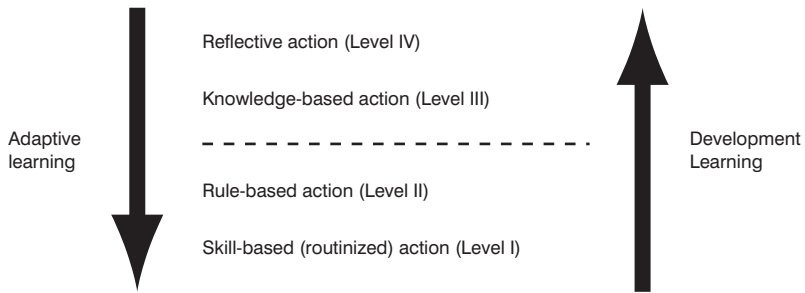 Reflective action (Level IV)
Knowledge-based action (Level III)
Adaptive
learning
Development
Learning
Rule-based action (Level II)
Skill-based (routinized) action (Level I)